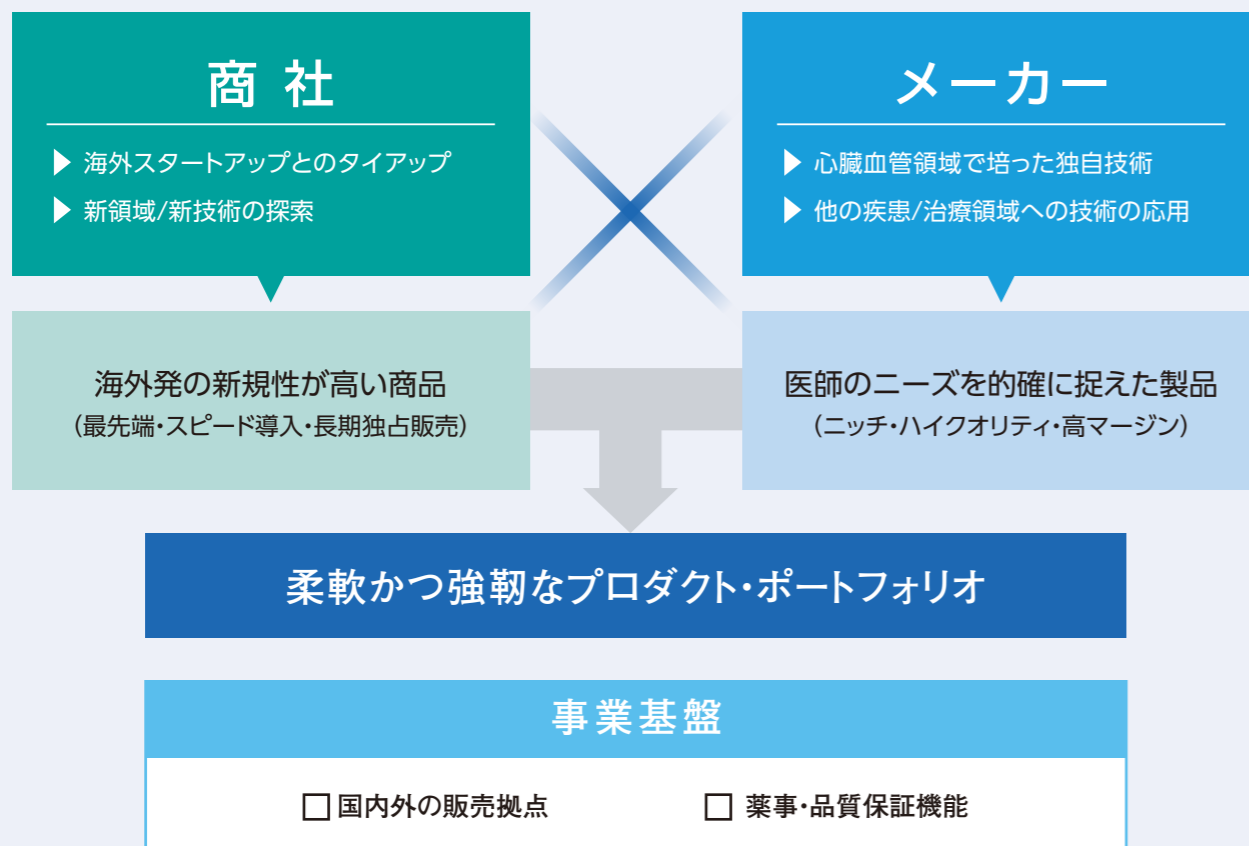 商社
▶ 海外スタートアップとのタイアップ
▶ 新領域/新技術の探索
メーカー
▶ 心臓血管領域で培った独自技術
▶ 他の疾患/治療領域への技術の応用
海外発の新規性が高い商品
（最先端・スピード導入・長期独占販売）
医師のニーズを的確に捉えた製品
（ニッチ・ハイクオリティ・高マージン）
柔軟かつ強靭なプロダクト・ポートフォリオ
事業基盤
□ 国内外の販売拠点
□ 薬事・品質保証機能